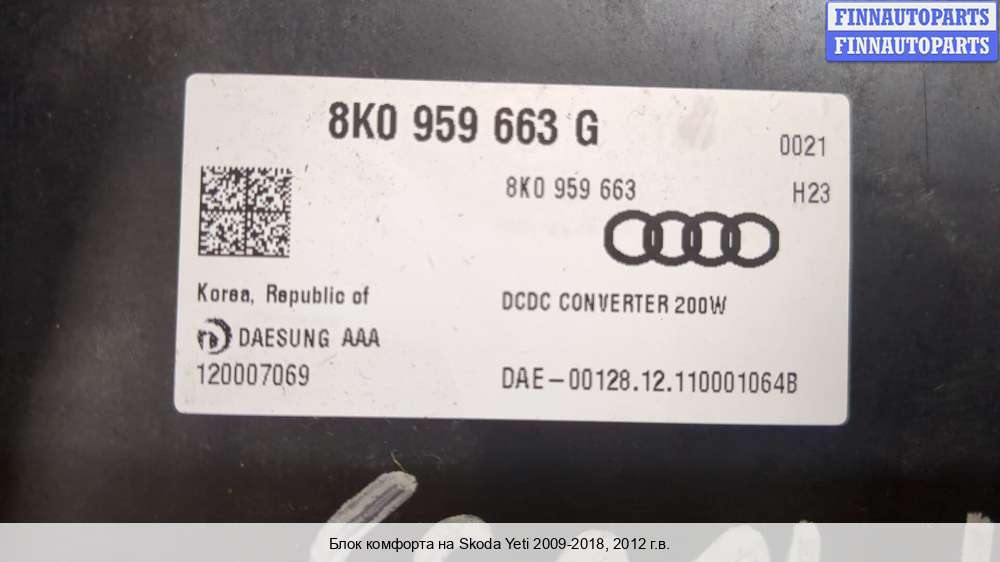 FINNAUTOPARTS
FINNAUTOPARTS
8K0 959 663 G
0021
8K0 959 663
H23
Korea, Republic of
DCDC CONVERTER 200W
DAESUNG AAA
120007069
DAE-00128.12.110001064B
Блок комфорта на Skoda Yeti 2009-2018, 2012 г.в.